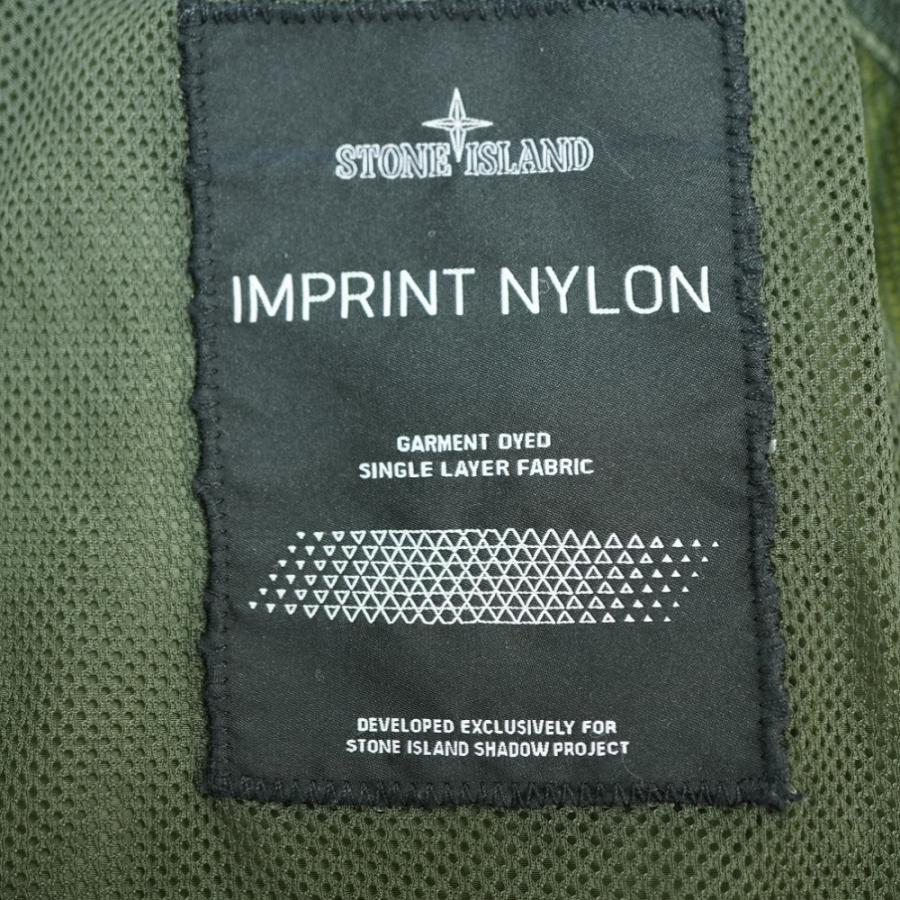 STONE ISLAND
IMPRINT NYLON
GARMENT DYED
SINGLE LAYER FABRIC
DEVELOPED EXCLUSIVELY FOR
STONE ISLAND SHADOW PROJECT